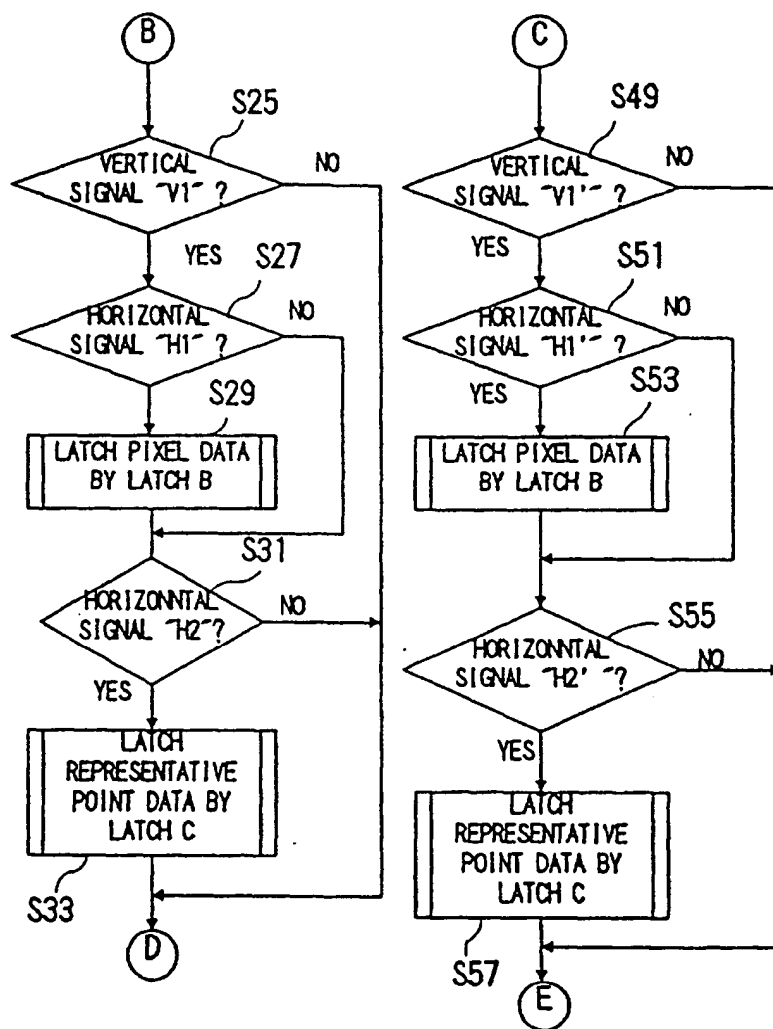 B
S25
VERTICAL
SIGNAL "V1" ?
NO
YES
S27
HORIZONTAL
SIGNAL "H1" ?
NO
S29
LATCH PIXEL DATA
BY LATCH B
S31
HORIZONNTAL
SIGNAL "H2"?
NO
YES
LATCH
REPRESENTATIVE
POINT DATA BY
LATCH C
S33
D
C
S49
VERTICAL
SIGNAL "V1'" ?
NO
YES
S51
HORIZONTAL
SIGNAL "H1'" ?
NO
YES
S53
LATCH PIXEL DATA
BY LATCH B
S55
HORIZONNTAL
SIGNAL "H2' "?
NO
YES
LATCH
REPRESENTATIVE
POINT DATA BY
LATCH C
S57
E